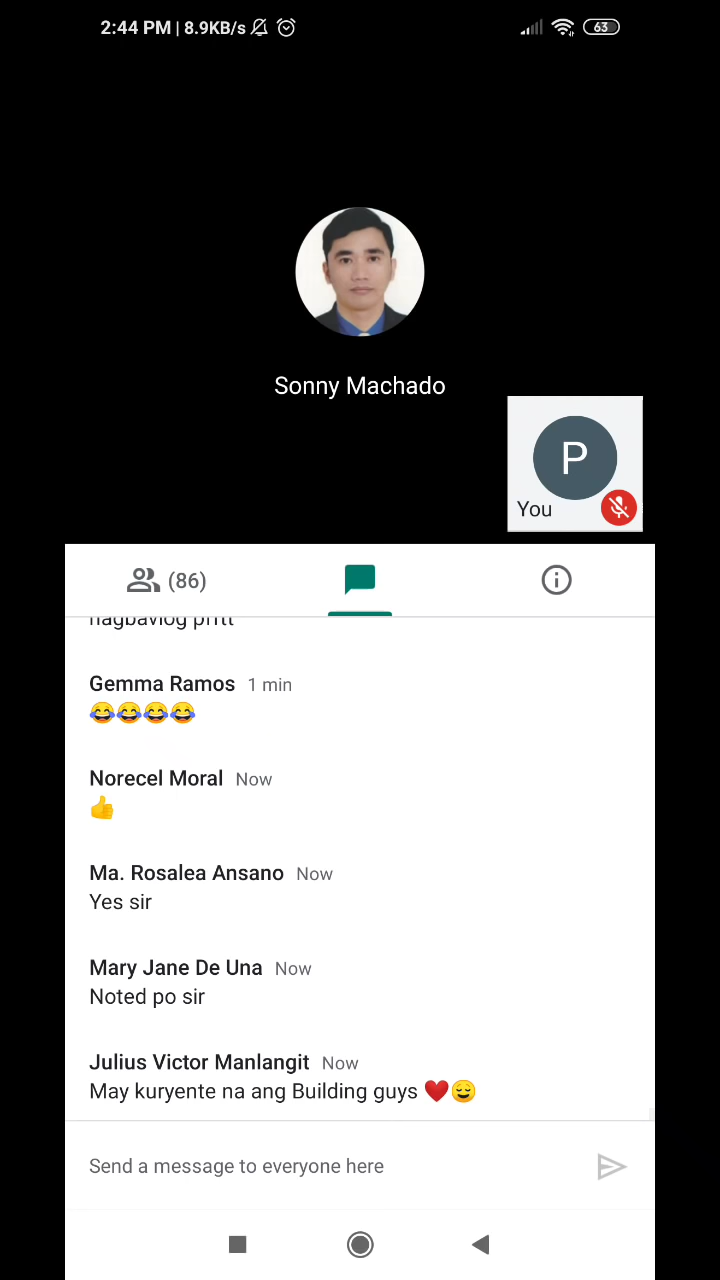 2:44 PM | 8.9KB/s
63
Sonny Machado
P
You
(86)
Gemma Ramos 1 min
😂😂😂😂
Norecel Moral Now
👍
Ma. Rosalea Ansano Now
Yes sir
Mary Jane De Una Now
Noted po sir
Julius Victor Manlangit Now
May kuryente na ang Building guys ❤️😌
Send a message to everyone here